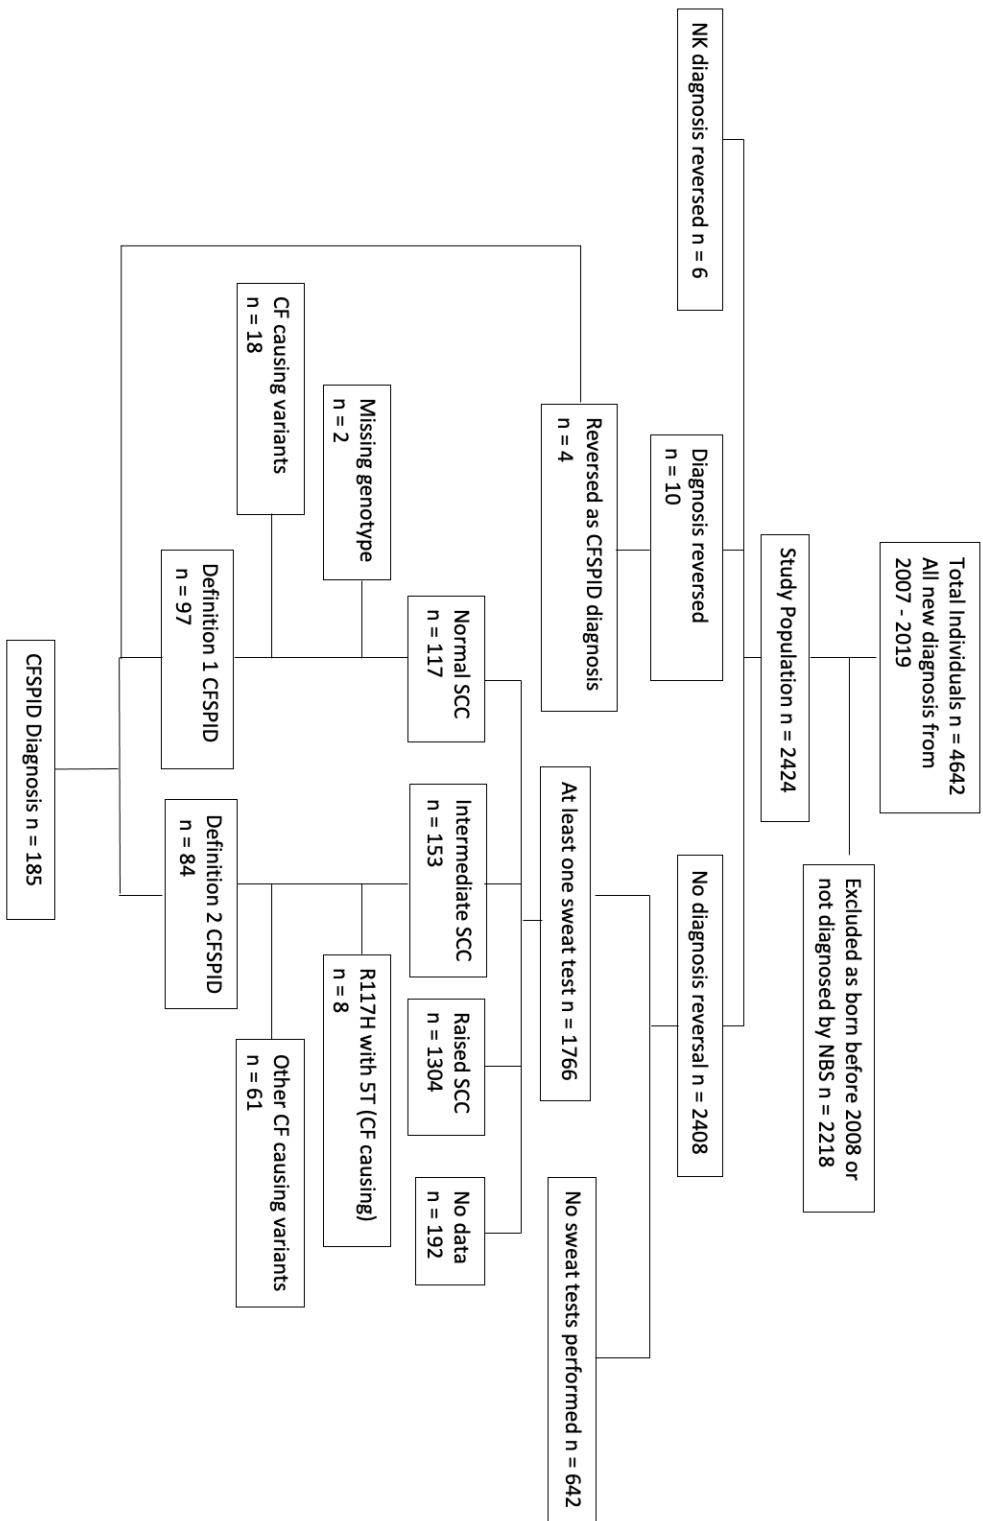 Total Individuals n = 4642
All new diagnosis from
2007 - 2019
Excluded as born before 2008 or
not diagnosed by NBS n = 2218
Study Population n = 2424
NK diagnosis reversed n = 6
Diagnosis reversed
n = 10
No diagnosis reversal n = 2408
Reversed as CFSPID diagnosis
n = 4
At least one sweat test n = 1766
No sweat tests performed n = 642
Normal SCC
n = 117
Intermediate SCC
n = 153
Raised SCC
n = 1304
No data
n = 192
Missing genotype
n = 2
R117H with 5T (CF causing)
n = 8
CF causing variants
n = 18
Other CF causing variants
n = 61
Definition 1 CFSPID
n = 97
Definition 2 CFSPID
n = 84
CFSPID Diagnosis n = 185